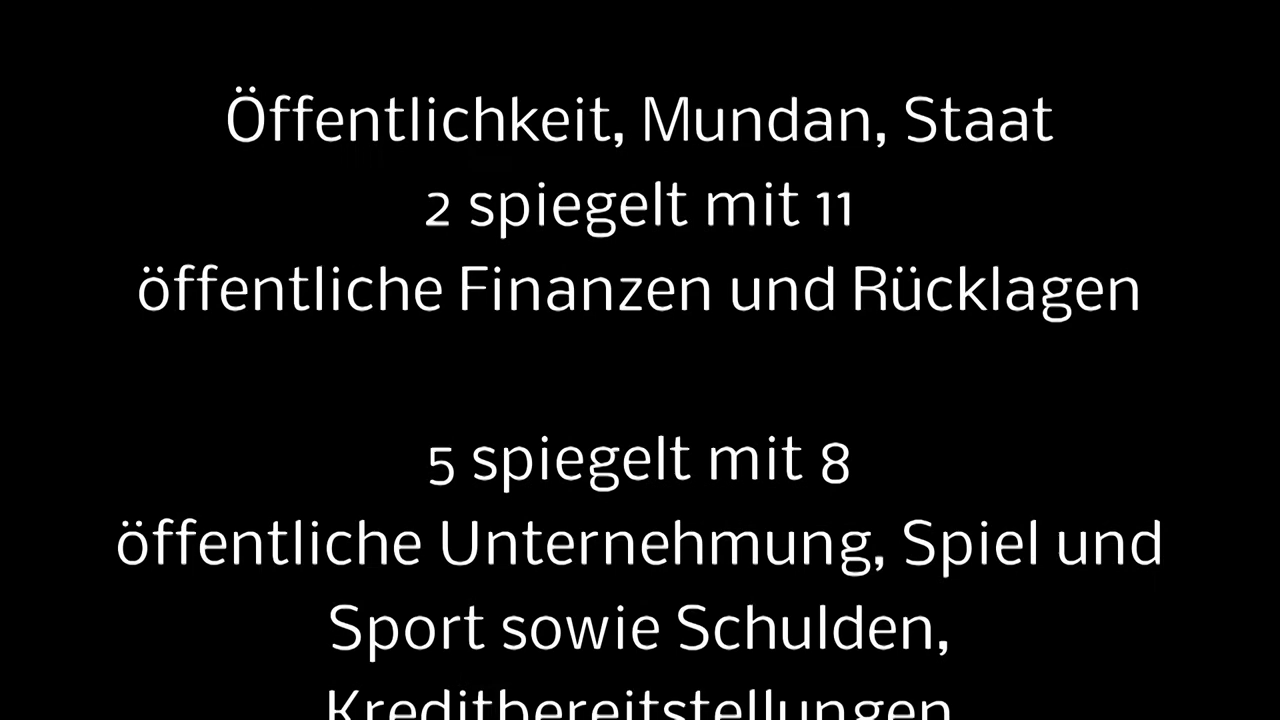 Öffentlichkeit, Mundan, Staat
2 spiegelt mit 11
öffentliche Finanzen und Rücklagen
5 spiegelt mit 8
öffentliche Unternehmung, Spiel und
Sport sowie Schulden,
Kreditbereitstellungen